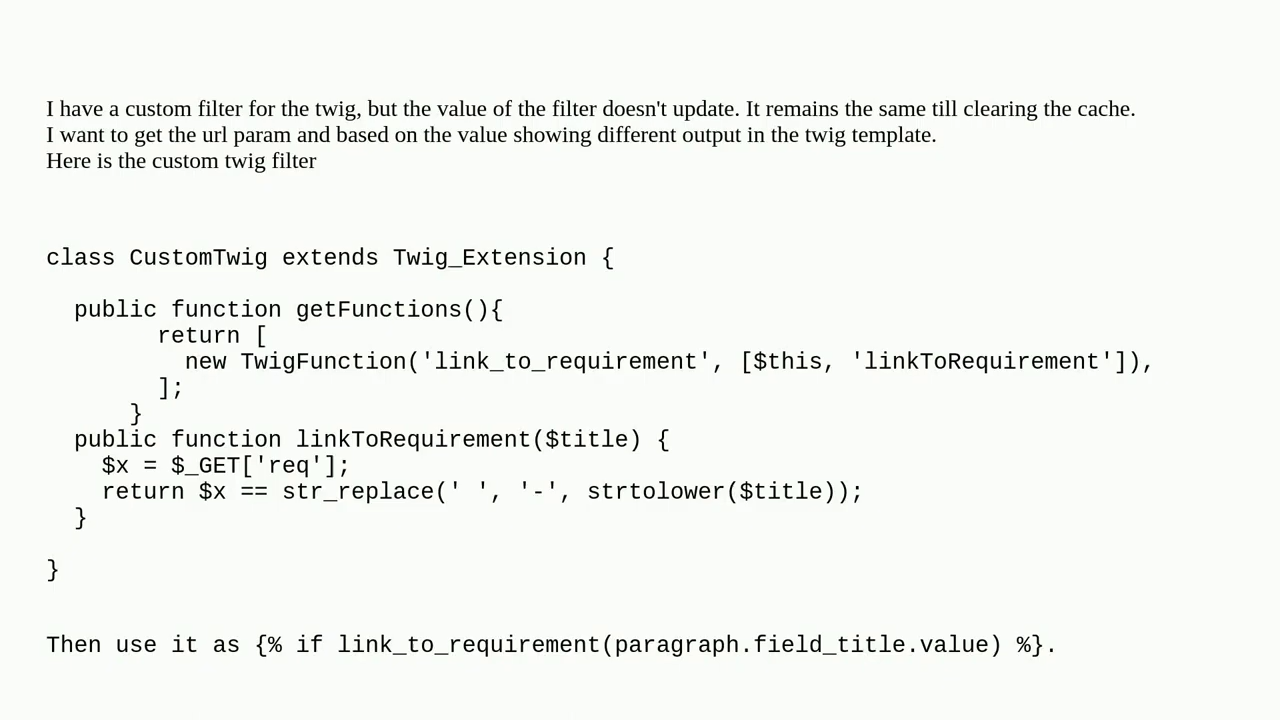 I have a custom filter for the twig, but the value of the filter doesn't update. It remains the same till clearing the cache.
I want to get the url param and based on the value showing different output in the twig template.
Here is the custom twig filter
class CustomTwig extends Twig_Extension {
public function getFunctions(){
return [
new TwigFunction('link_to_requirement', [$this, 'linkToRequirement']),
];
}
public function linkToRequirement($title) {
$x = $_GET['req'];
return $x == str_replace(' ', '-', strtolower($title));
}
}
Then use it as {% if link_to_requirement(paragraph.field_title.value) %}.